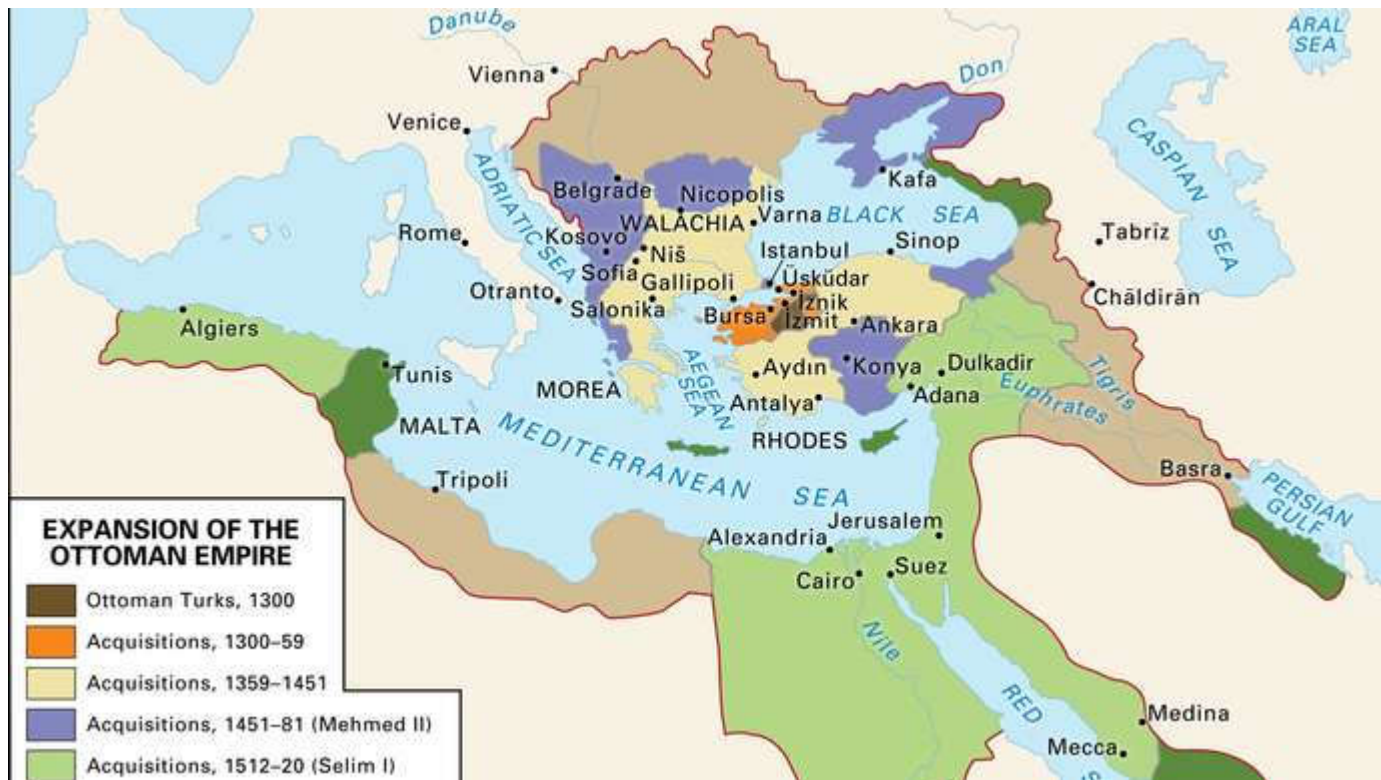 Danube
ARAL
SEA
Vienna
Don
Venice
CASPIAN
SEA
ADRIATIC SEA
Belgrade
Nicopolis
Kafa
WALACHIA
Varna
BLACK SEA
Rome
Kosovo
Niš
Istanbul
Sinop
Tabrīz
Sofia
Gallipoli
Üsküdar
Otranto
Salonika
Bursa
İznik
İzmit
Ankara
Chāldirān
Algiers
Tunis
AEGEAN
SEA
Aydın
Konya
Dulkadir
Tigris
Euphrates
MOREA
Antalya
Adana
MALTA
MEDITERRANEAN SEA
RHODES
Tripoli
Basra
PERSIAN
GULF
Jerusalem
Alexandria
Cairo
Suez
Nile
RED
Medina
Mecca
EXPANSION OF THE
OTTOMAN EMPIRE
Ottoman Turks, 1300
Acquisitions, 1300–59
Acquisitions, 1359–1451
Acquisitions, 1451–81 (Mehmed II)
Acquisitions, 1512–20 (Selim I)